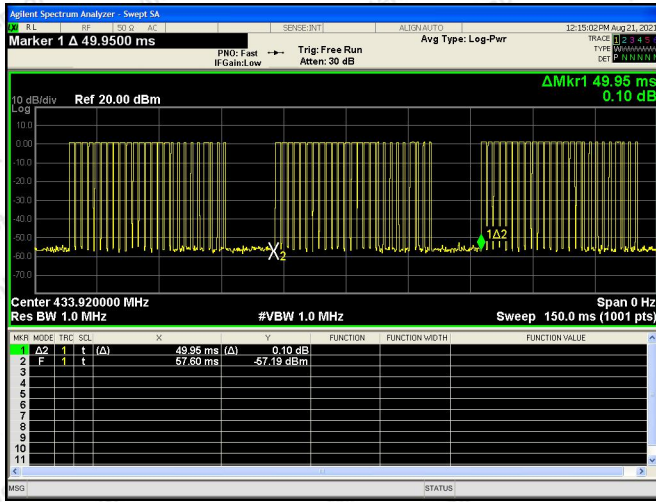 Agilent Spectrum Analyzer - Swept SA
RL RF 50 Ω AC SENSE:INT ALIGNAUTO 12:15:02PM Aug 21, 2021
Marker 1 Δ 49.9500 ms
Avg Type: Log-Pwr
TRACE 1 2 3 4 5
PNO: Fast Trig: Free Run
TYPE
IFGain:Low Atten: 30 dB
DET P N N N N N
ΔMkr1 49.95 ms
10 dB/div Ref 20.00 dBm 0.10 dB
Log
10.0
0.00
-10.0
-20.0
-30.0
-40.0
-50.0
-60.0
-70.0
1Δ2
X2
Center 433.920000 MHz Span 0 Hz
Res BW 1.0 MHz #VBW 1.0 MHz Sweep 150.0 ms (1001 pts)
MKR MODE TRC SCL X Y FUNCTION FUNCTION WIDTH FUNCTION VALUE
1 Δ2 1 t (Δ) 49.95 ms (Δ) 0.10 dB
2 F 1 t 57.60 ms -57.19 dBm
3
4
5
6
7
8
9
10
11
MSG STATUS